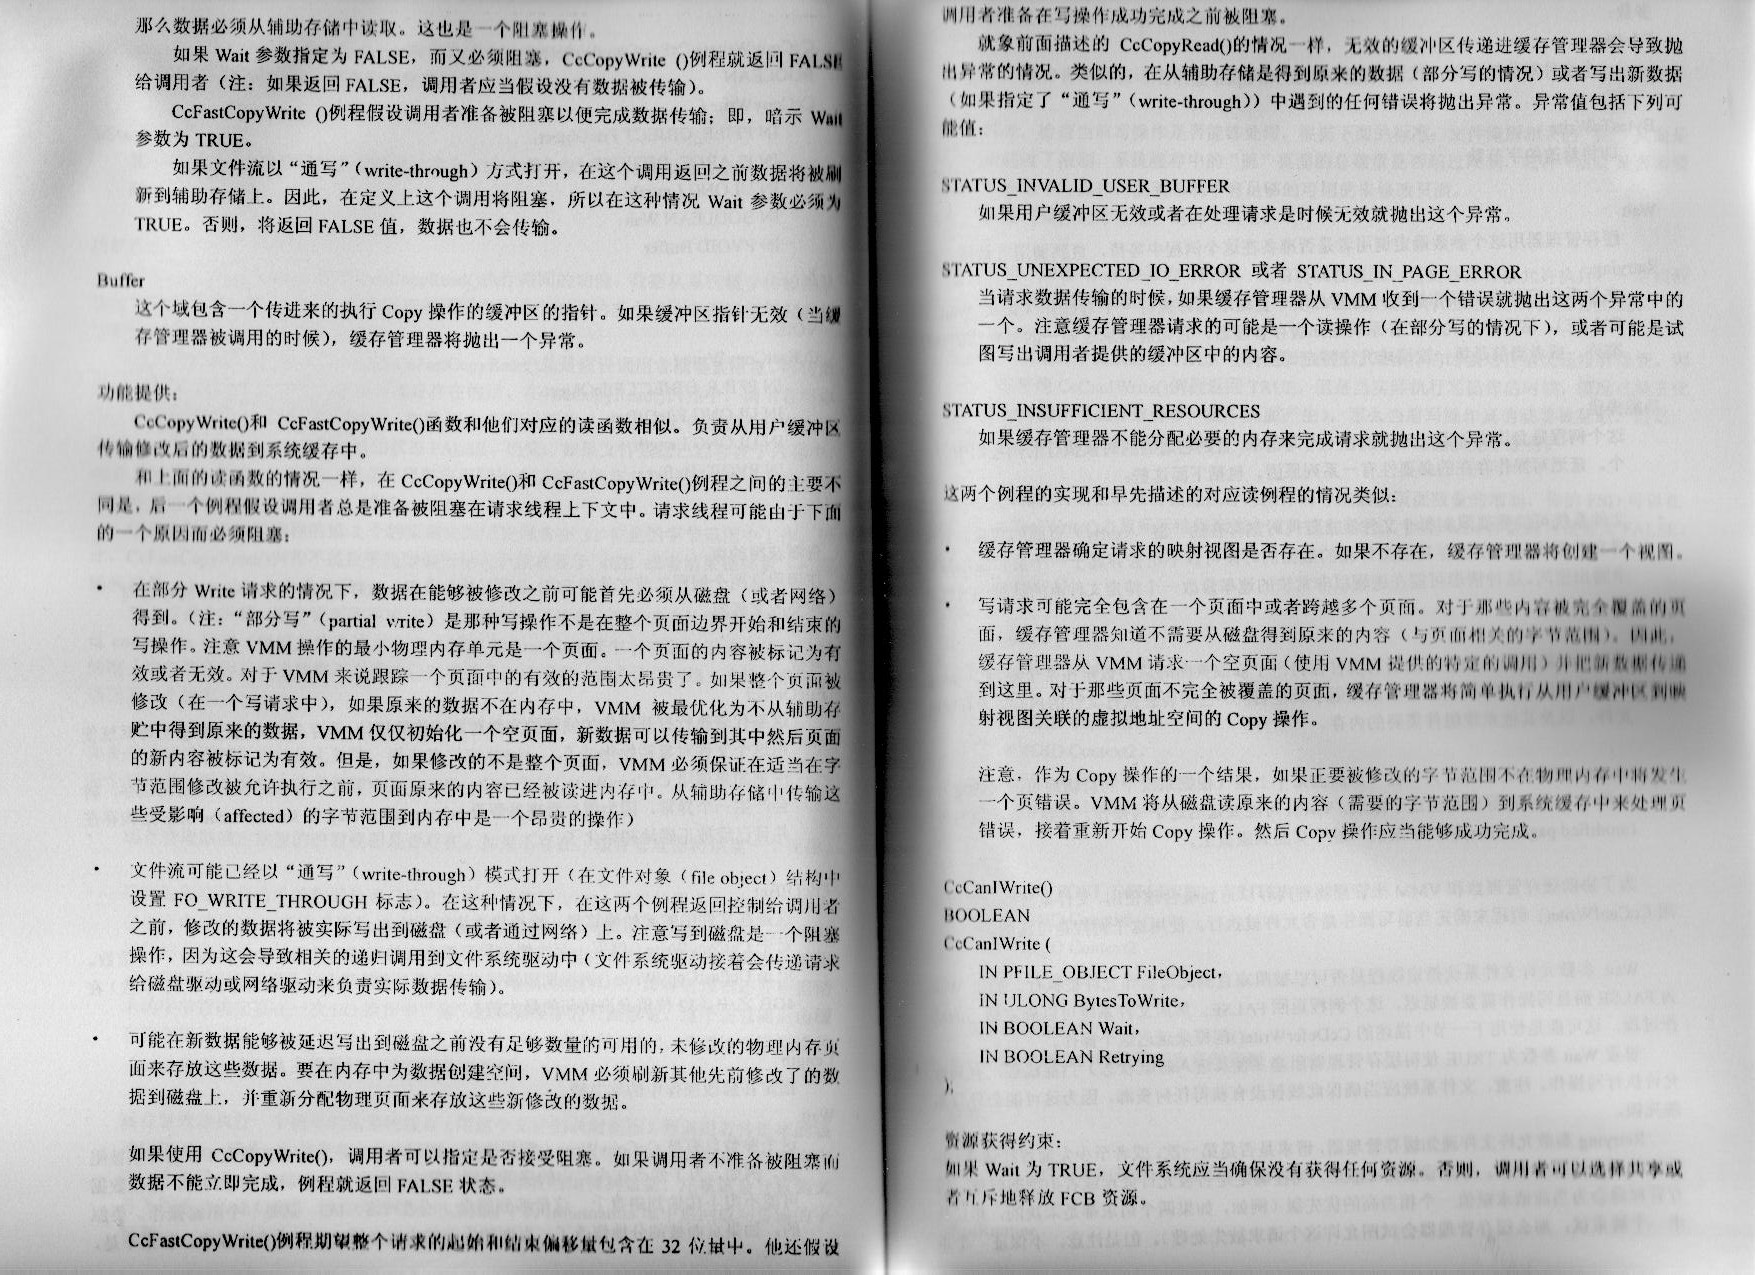 那么数据必须从辅助存储中读取。这也是一个阻塞操作。
如果 Wait 参数指定为 FALSE，而又必须阻塞，CcCopyWrite ()例程就返回 FALSE
给调用者（注：如果返回 FALSE，调用者应当假设没有数据被传输）。
CcFastCopyWrite ()例程假设调用者准备被阻塞以便完成数据传输；即，暗示 Wait
参数为 TRUE。
如果文件流以“通写”（write-through）方式打开，在这个调用返回之前数据将被刷
新到辅助存储上。因此，在定义上这个调用将阻塞，所以在这种情况 Wait 参数必须为
TRUE。否则，将返回 FALSE 值，数据也不会传输。
Buffer
这个域包含一个传进来的执行 Copy 操作的缓冲区的指针。如果缓冲区指针无效（当缓
存管理器被调用的时候），缓存管理器将抛出一个异常。
功能提供：
CcCopyWrite()和 CcFastCopyWrite()函数和他们对应的读函数相似。负责从用户缓冲区
传输修改后的数据到系统缓存中。
和上面的读函数的情况一样，在 CcCopyWrite()和 CcFastCopyWrite()例程之间的主要不
同是，后一个例程假设调用者总是准备被阻塞在请求线程上下文中。请求线程可能由于下面
的一个原因而必须阻塞：
• 在部分 Write 请求的情况下，数据在能够被修改之前可能首先必须从磁盘（或者网络）
得到。（注：“部分写”（partial write）是那种写操作不是在整个页面边界开始和结束的
写操作。注意 VMM 操作的最小物理内存单元是一个页面。一个页面的内容被标记为有
效或者无效。对于 VMM 来说跟踪一个页面中的有效的范围太昂贵了。如果整个页面被
修改（在一个写请求中），如果原来的数据不在内存中，VMM 被最优化为不从辅助存
贮中得到原来的数据，VMM 仅仅初始化一个空页面，新数据可以传输到其中然后页面
的新内容被标记为有效。但是，如果修改的不是整个页面，VMM 必须保证在适当在字
节范围修改被允许执行之前，页面原来的内容已经被读进内存中。从辅助存储中传输这
些受影响（affected）的字节范围到内存中是一个昂贵的操作）
• 文件流可能已经以“通写”（write-through）模式打开（在文件对象（file object）结构中
设置 FO_WRITE_THROUGH 标志）。在这种情况下，在这两个例程返回控制给调用者
之前，修改的数据将被实际写出到磁盘（或者通过网络）上。注意写到磁盘是一个阻塞
操作，因为这会导致相关的递归调用到文件系统驱动中（文件系统驱动接着会传递请求
给磁盘驱动或网络驱动来负责实际数据传输）。
• 可能在新数据能够被延迟写出到磁盘之前没有足够数量的可用的，未修改的物理内存页
面来存放这些数据。要在内存中为数据创建空间，VMM 必须刷新其他先前修改了的数
据到磁盘上，并重新分配物理页面来存放这些新修改的数据。
如果使用 CcCopyWrite()，调用者可以指定是否接受阻塞。如果调用者不准备被阻塞而
数据不能立即完成，例程就返回 FALSE 状态。
CcFastCopyWrite()例程期望整个请求的起始和结束偏移量包含在 32 位量中。他还假设
调用者准备在写操作成功完成之前被阻塞。
就象前面描述的 CcCopyRead()的情况一样，无效的缓冲区传递进缓存管理器会导致抛
出异常的情况。类似的，在从辅助存储是得到原来的数据（部分写的情况）或者写出新数据
（如果指定了“通写”（write-through））中遇到的任何错误将抛出异常。异常值包括下列可
能值：
STATUS_INVALID_USER_BUFFER
如果用户缓冲区无效或者在处理请求是时候无效就抛出这个异常。
STATUS_UNEXPECTED_IO_ERROR 或者 STATUS_IN_PAGE_ERROR
当请求数据传输的时候，如果缓存管理器从 VMM 收到一个错误就抛出这两个异常中的
一个。注意缓存管理器请求的可能是一个读操作（在部分写的情况下），或者可能是试
图写出调用者提供的缓冲区中的内容。
STATUS_INSUFFICIENT_RESOURCES
如果缓存管理器不能分配必要的内存来完成请求就抛出这个异常。
这两个例程的实现和早先描述的对应读例程的情况类似：
• 缓存管理器确定请求的映射视图是否存在。如果不存在，缓存管理器将创建一个视图。
• 写请求可能完全包含在一个页面中或者跨越多个页面。对于那些内容被完全覆盖的页
面，缓存管理器知道不需要从磁盘得到原来的内容（与页面相关的字节范围）。因此，
缓存管理器从 VMM 请求一个空页面（使用 VMM 提供的特定的调用）并把新数据传递
到这里。对于那些页面不完全被覆盖的页面，缓存管理器将简单执行从用户缓冲区到映
射视图关联的虚拟地址空间的 Copy 操作。
注意，作为 Copy 操作的一个结果，如果正要被修改的字节范围不在物理内存中将发生
一个页错误。VMM 将从磁盘读原来的内容（需要的字节范围）到系统缓存中来处理页
错误，接着重新开始 Copy 操作。然后 Copy 操作应当能够成功完成。
CcCanIWrite()
BOOLEAN
CcCanIWrite (
IN PFILE_OBJECT FileObject,
IN ULONG BytesToWrite,
IN BOOLEAN Wait,
IN BOOLEAN Retrying
);
资源获得约束：
如果 Wait 为 TRUE，文件系统应当确保没有获得任何资源。否则，调用者可以选择共享或
者互斥地释放 FCB 资源。